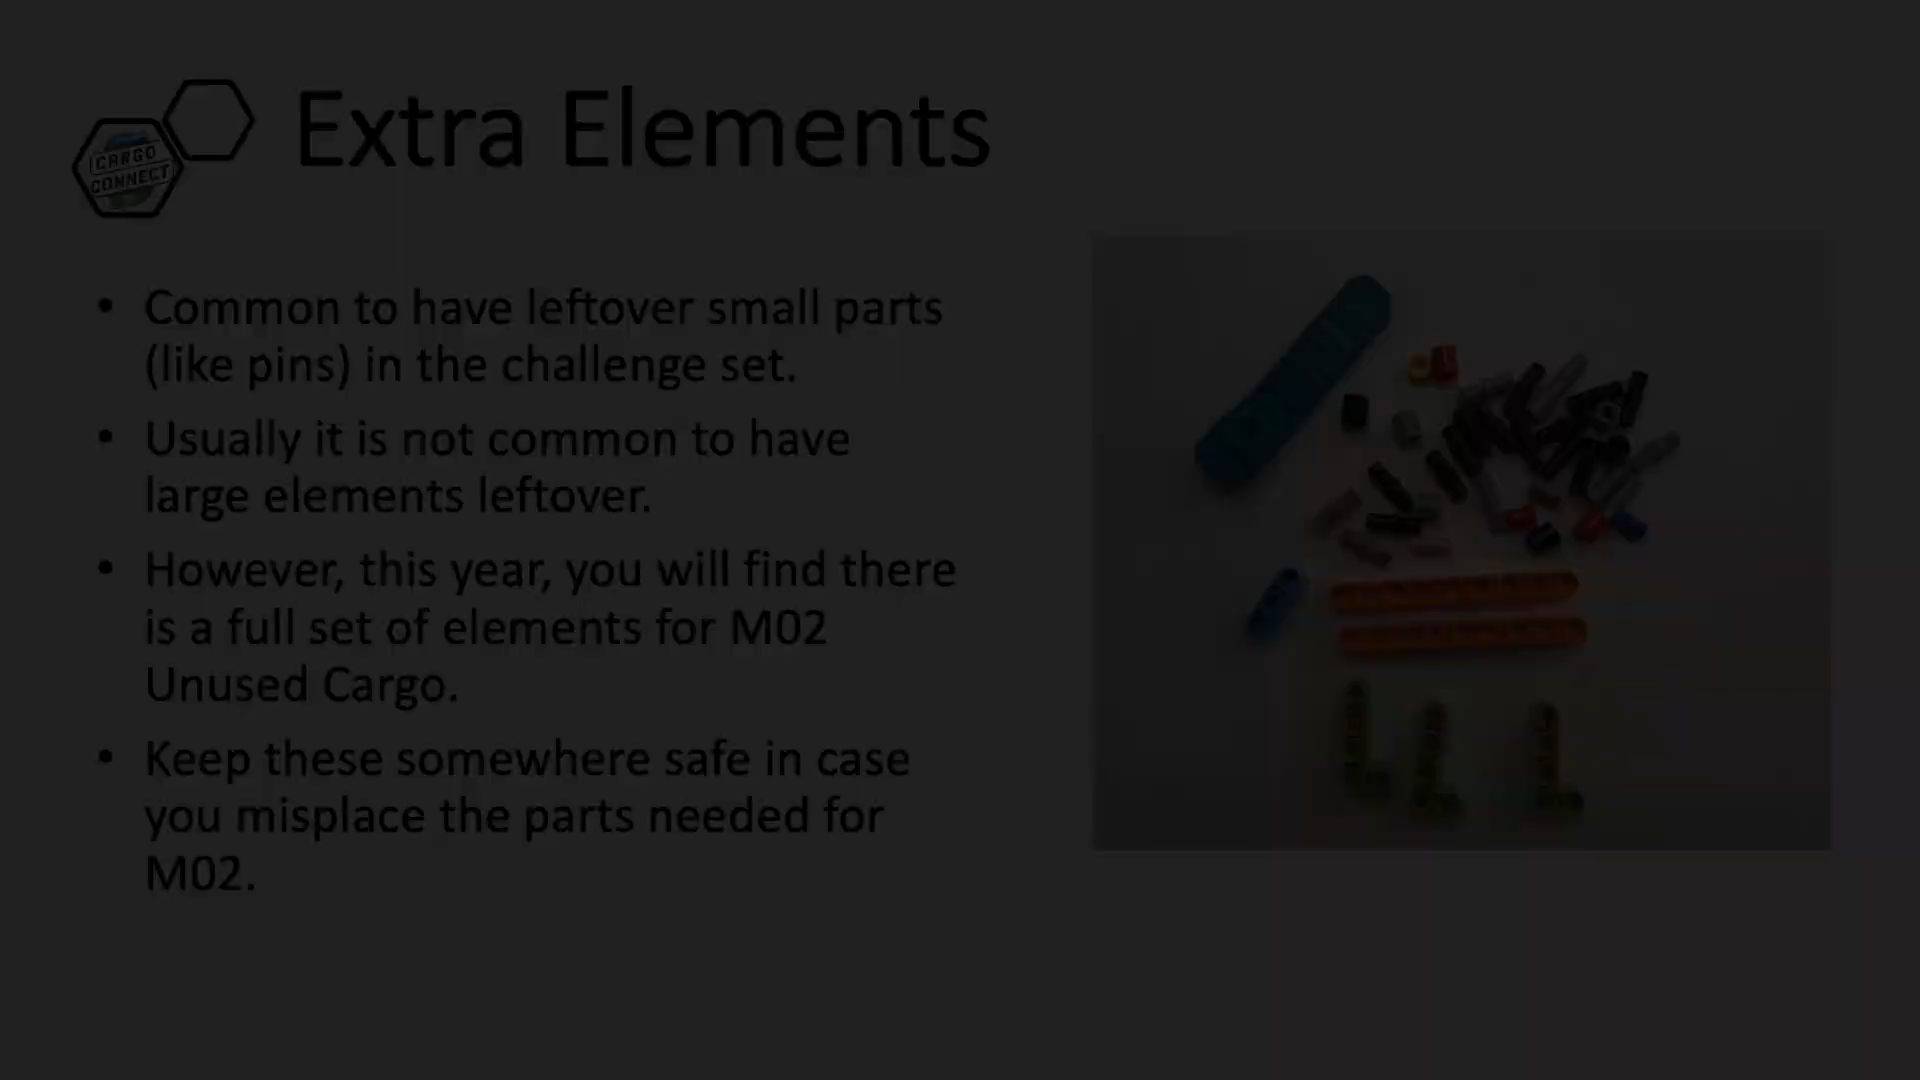 Extra Elements
CARGO
CONNECT
• Common to have leftover small parts
(like pins) in the challenge set.
• Usually it is not common to have
large elements leftover.
• However, this year, you will find there
is a full set of elements for M02
Unused Cargo.
• Keep these somewhere safe in case
you misplace the parts needed for
M02.